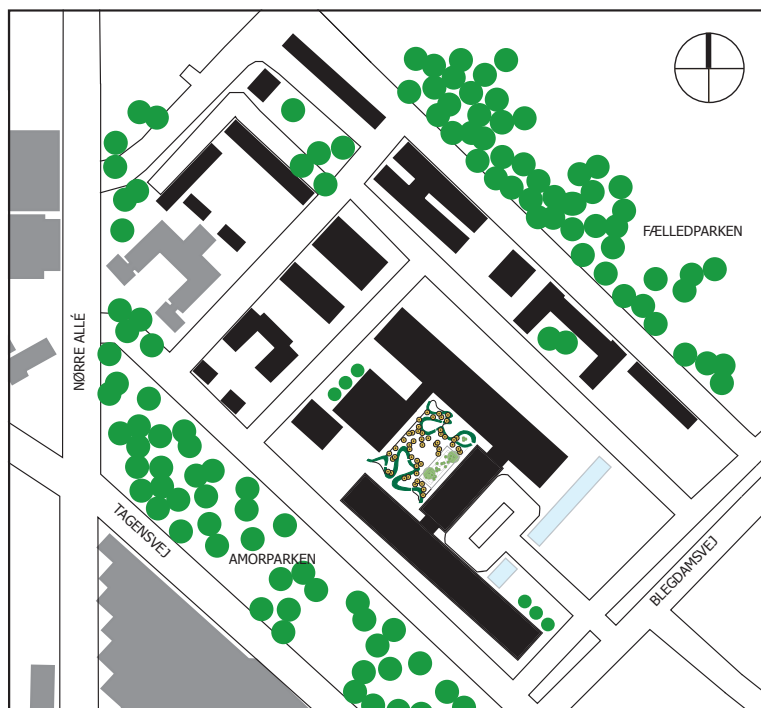 FÆLLEDPARKEN
NØRRE ALLÉ
TAGENSVEJ
AMORPARKEN
BLEGDAMSVEJ